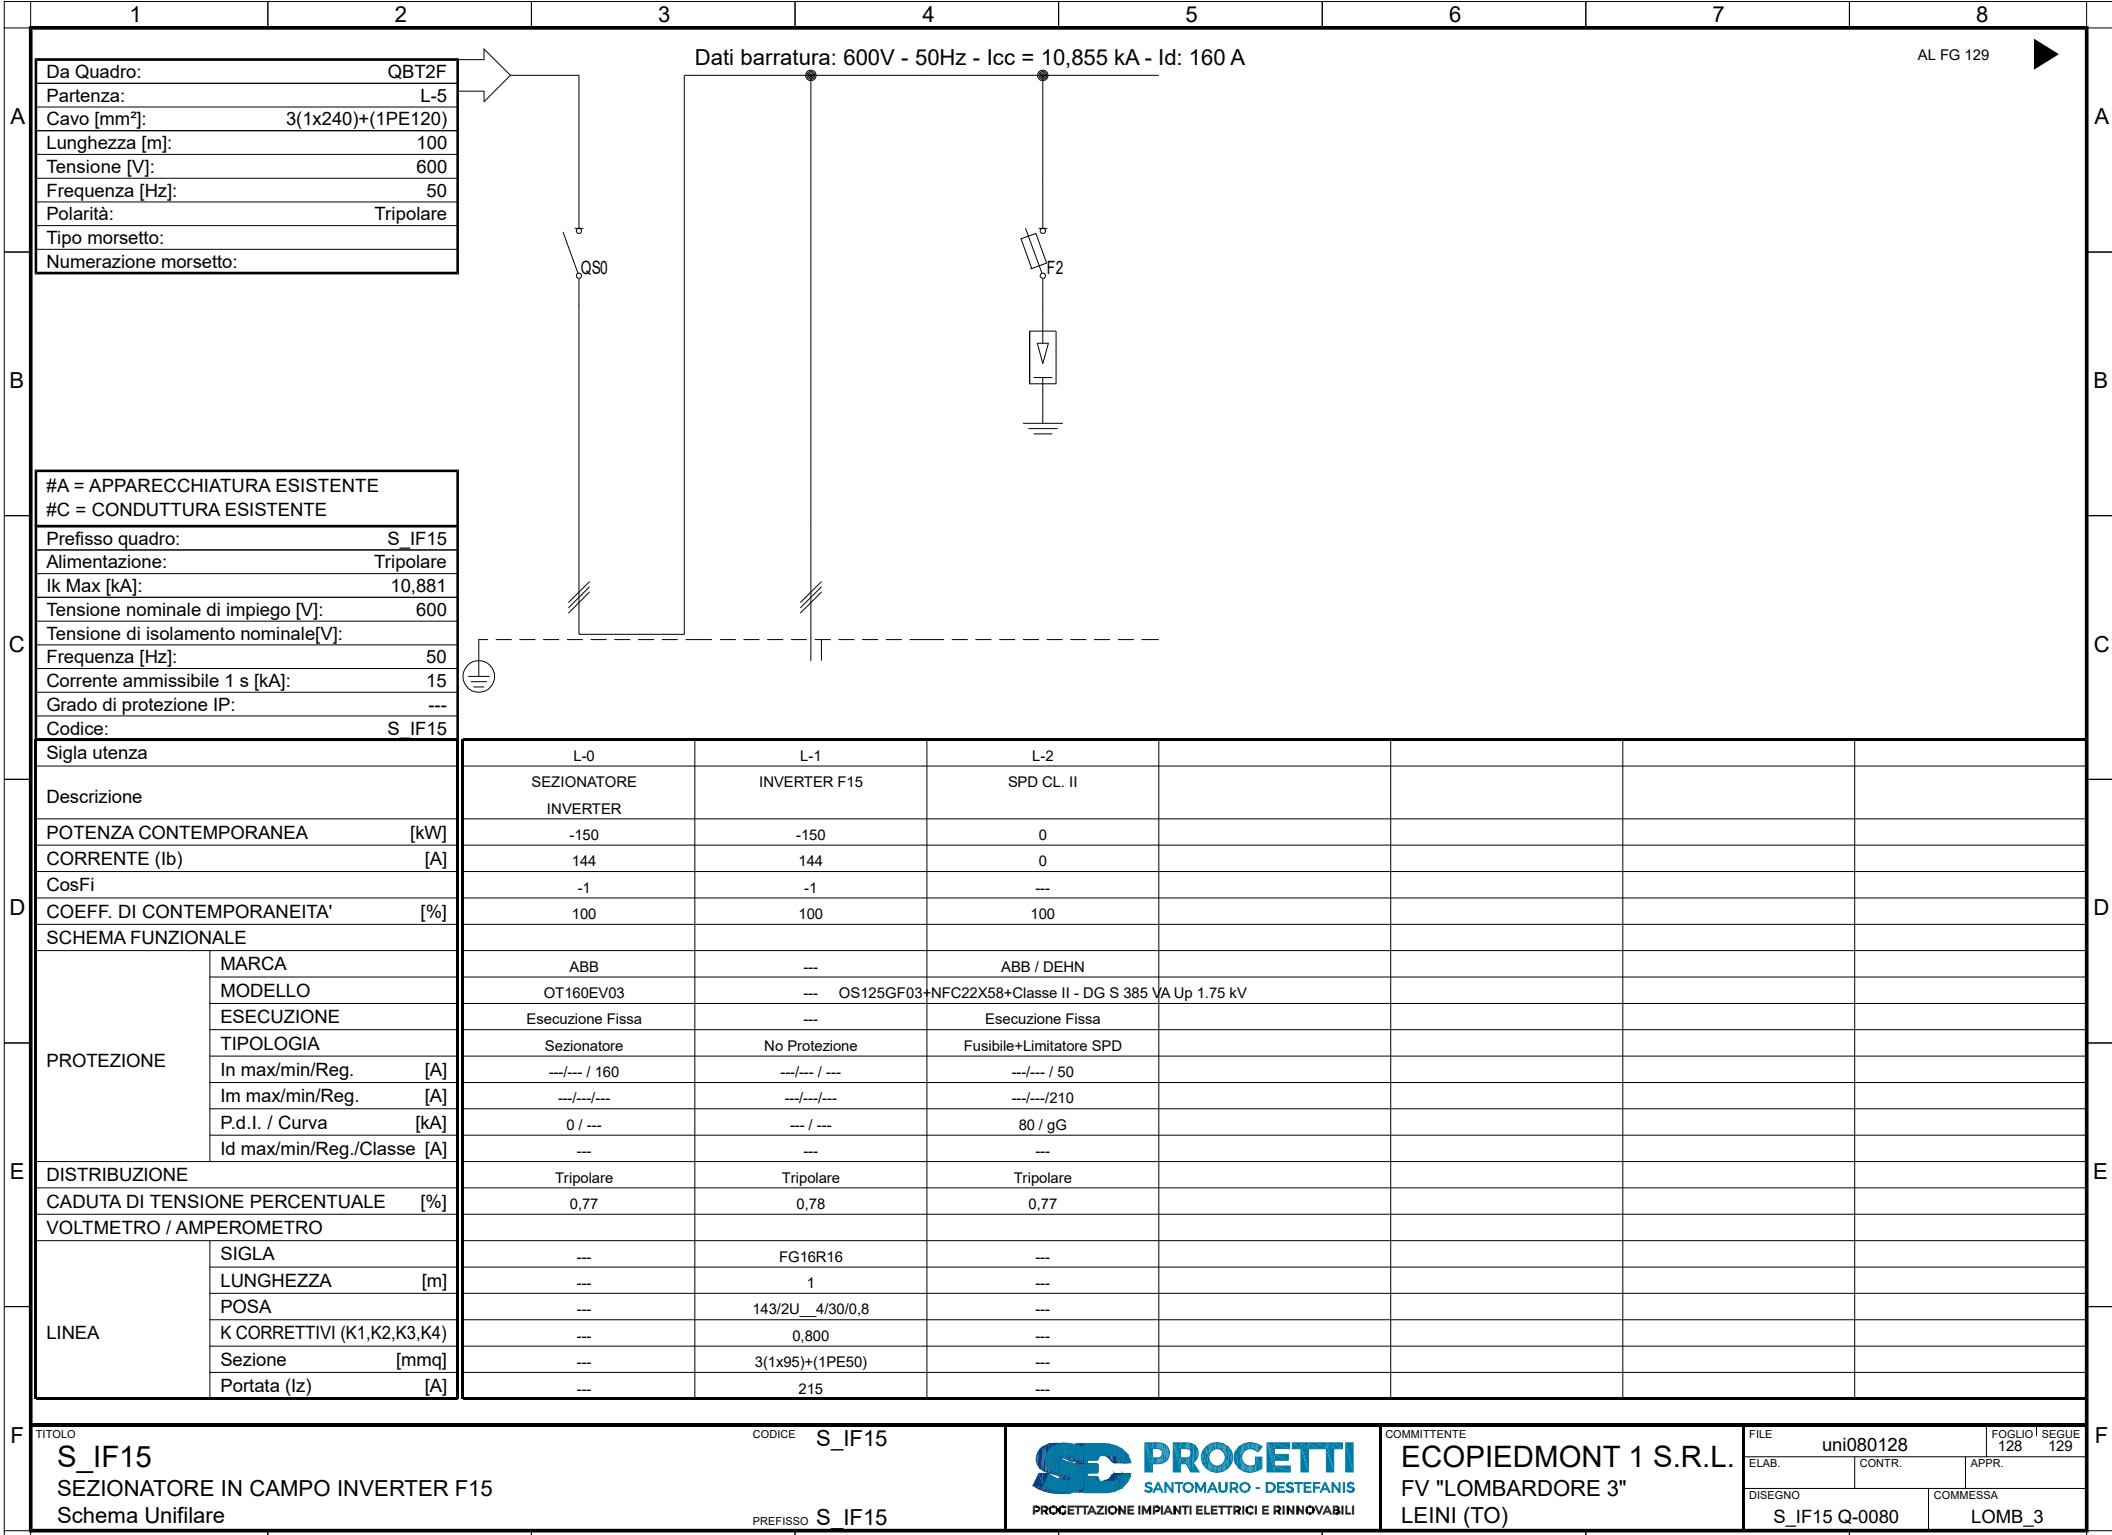 1 2 3 4 5 6 7 8
Dati barratura: 600V - 50Hz - Icc = 10,855 kA - Id: 160 A
AL FG 129
Da Quadro: QBT2F
Partenza: L-5
Cavo [mm²]: 3(1x240)+(1PE120)
Lunghezza [m]: 100
Tensione [V]: 600
Frequenza [Hz]: 50
Polarità: Tripolare
Tipo morsetto:
Numerazione morsetto:
A A
QS0
F2
B B
#A = APPARECCHIATURA ESISTENTE
#C = CONDUTTURA ESISTENTE
Prefisso quadro: S_IF15
Alimentazione: Tripolare
Ik Max [kA]: 10,881
Tensione nominale di impiego [V]: 600
Tensione di isolamento nominale[V]:
Frequenza [Hz]: 50
Corrente ammissibile 1 s [kA]: 15
Grado di protezione IP: ---
Codice: S_IF15
C C
Sigla utenza L-0 L-1 L-2
Descrizione SEZIONATORE INVERTER F15 SPD CL. II
INVERTER
POTENZA CONTEMPORANEA [kW] -150 -150 0
CORRENTE (Ib) [A] 144 144 0
CosFi -1 -1 ---
D D
COEFF. DI CONTEMPORANEITA' [%] 100 100 100
SCHEMA FUNZIONALE
PROTEZIONE
MARCA ABB --- ABB / DEHN
MODELLO OT160EV03 --- OS125GF03+NFC22X58+Classe II - DG S 385 VA Up 1.75 kV
ESECUZIONE Esecuzione Fissa --- Esecuzione Fissa
TIPOLOGIA Sezionatore No Protezione Fusibile+Limitatore SPD
In max/min/Reg. [A] ---/--- / 160 ---/--- / --- ---/--- / 50
Im max/min/Reg. [A] ---/---/--- ---/---/--- ---/---/210
P.d.I. / Curva [kA] 0 / --- --- / --- 80 / gG
Id max/min/Reg./Classe [A] --- --- ---
E E
DISTRIBUZIONE Tripolare Tripolare Tripolare
CADUTA DI TENSIONE PERCENTUALE [%] 0,77 0,78 0,77
VOLTMETRO / AMPEROMETRO
LINEA
SIGLA --- FG16R16 ---
LUNGHEZZA [m] --- 1 ---
POSA --- 143/2U__4/30/0,8 ---
K CORRETTIVI (K1,K2,K3,K4) --- 0,800 ---
Sezione [mmq] --- 3(1x95)+(1PE50) ---
Portata (Iz) [A] --- 215 ---
F F
TITOLO
S_IF15
SEZIONATORE IN CAMPO INVERTER F15
Schema Unifilare
CODICE S_IF15
PREFISSO S_IF15
SDC PROGETTI
SANTOMAURO - DESTEFANIS
PROGETTAZIONE IMPIANTI ELETTRICI E RINNOVABILI
COMMITTENTE
ECOPIEDMONT 1 S.R.L.
FV "LOMBARDORE 3"
LEINI (TO)
FILE uni080128
FOGLIO 128
SEGUE 129
ELAB. CONTR. APPR.
DISEGNO S_IF15 Q-0080
COMMESSA LOMB_3